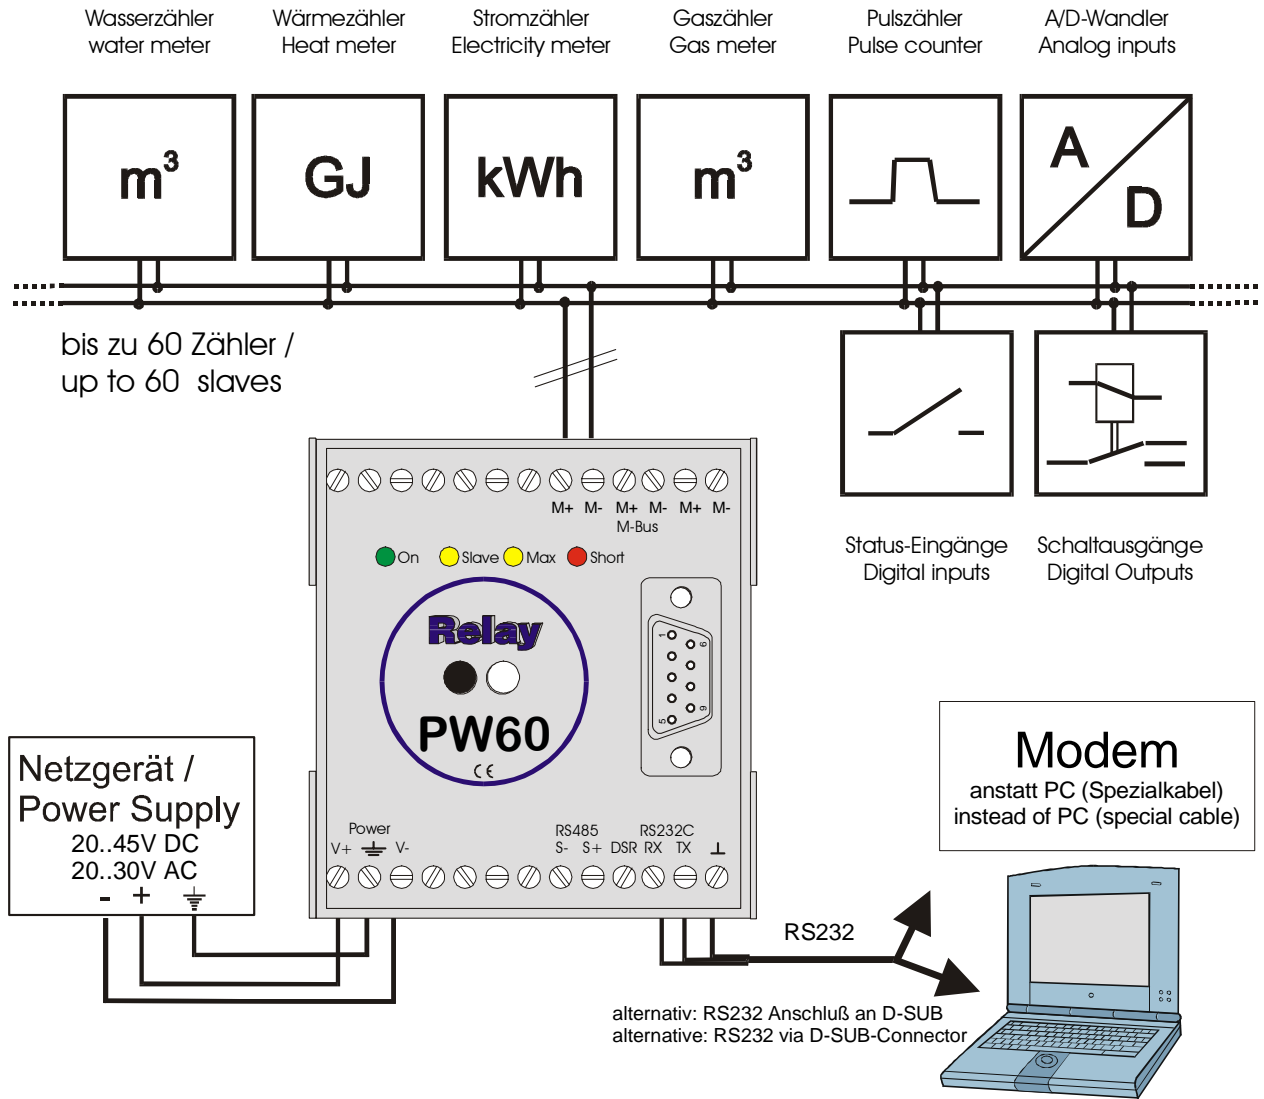 Wasserzähler
water meter
Wärmezähler
Heat meter
Stromzähler
Electricity meter
Gaszähler
Gas meter
Pulszähler
Pulse counter
A/D-Wandler
Analog inputs
m³
GJ
kWh
m³
A
D
bis zu 60 Zähler /
up to 60 slaves
Status-Eingänge
Digital inputs
Schaltausgänge
Digital Outputs
M+ M- M+ M- M+ M-
M-Bus
On Slave Max Short
Relay
PW60
CE
1
6
5
9
Power
V+ V-
RS485
S- S+
RS232C
DSR RX TX
Netzgerät /
Power Supply
20..45V DC
20..30V AC
- +
Modem
anstatt PC (Spezialkabel)
instead of PC (special cable)
RS232
alternativ: RS232 Anschluß an D-SUB
alternative: RS232 via D-SUB-Connector